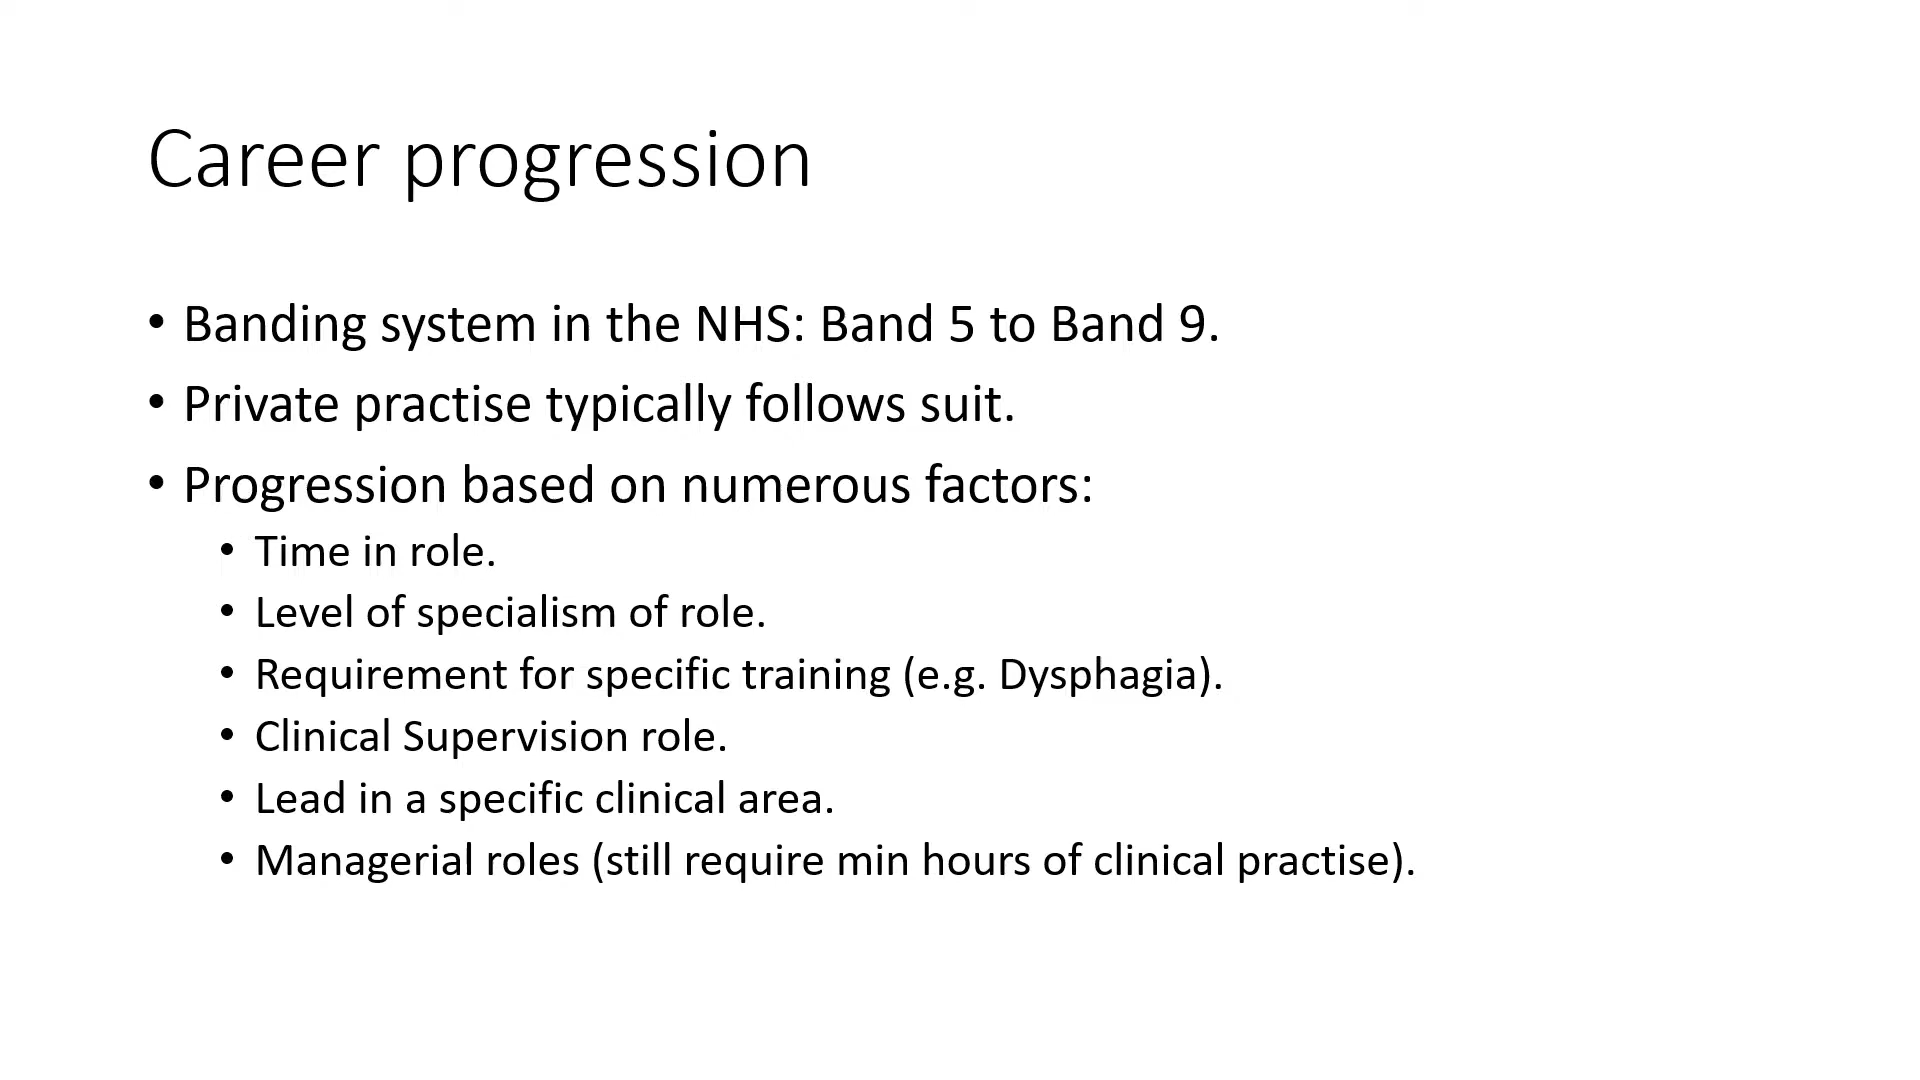 Career progression
• Banding system in the NHS: Band 5 to Band 9.
• Private practise typically follows suit.
• Progression based on numerous factors:
• Time in role.
• Level of specialism of role.
• Requirement for specific training (e.g. Dysphagia).
• Clinical Supervision role.
• Lead in a specific clinical area.
• Managerial roles (still require min hours of clinical practise).